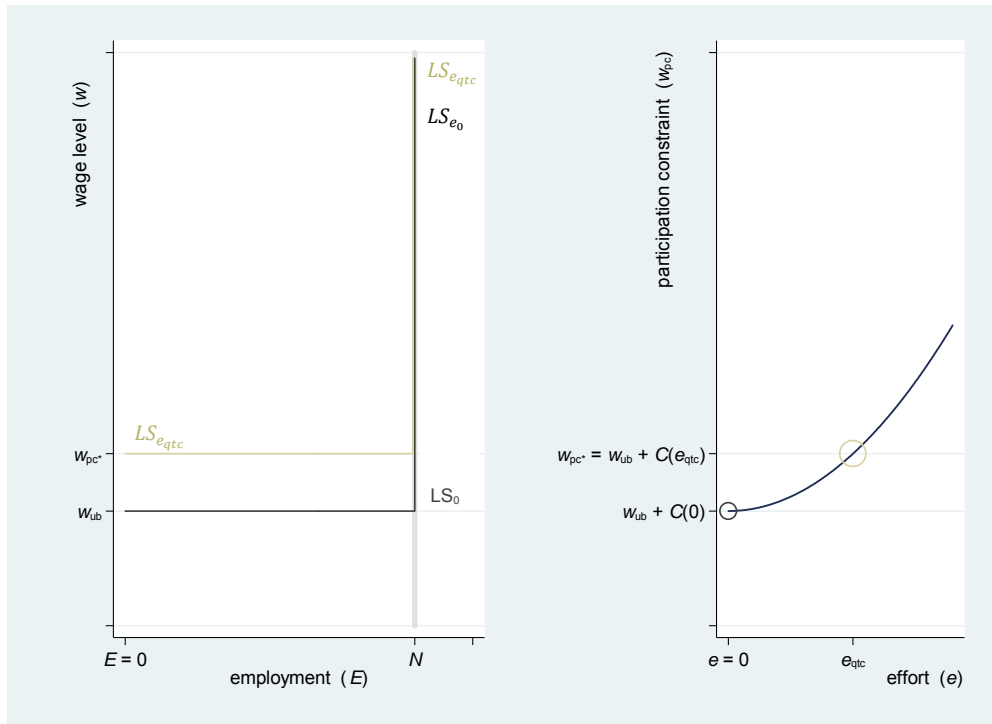 wage level (w)
LS_{e_{qtc}}
LS_{e_0}
LS_{e_{qtc}}
w_{pc*}
LS_0
w_{ub}
E = 0
N
employment (E)
participation constraint (w_{pc})
w_{pc*} = w_{ub} + C(e_{qtc})
w_{ub} + C(0)
e = 0
e_{qtc}
effort (e)